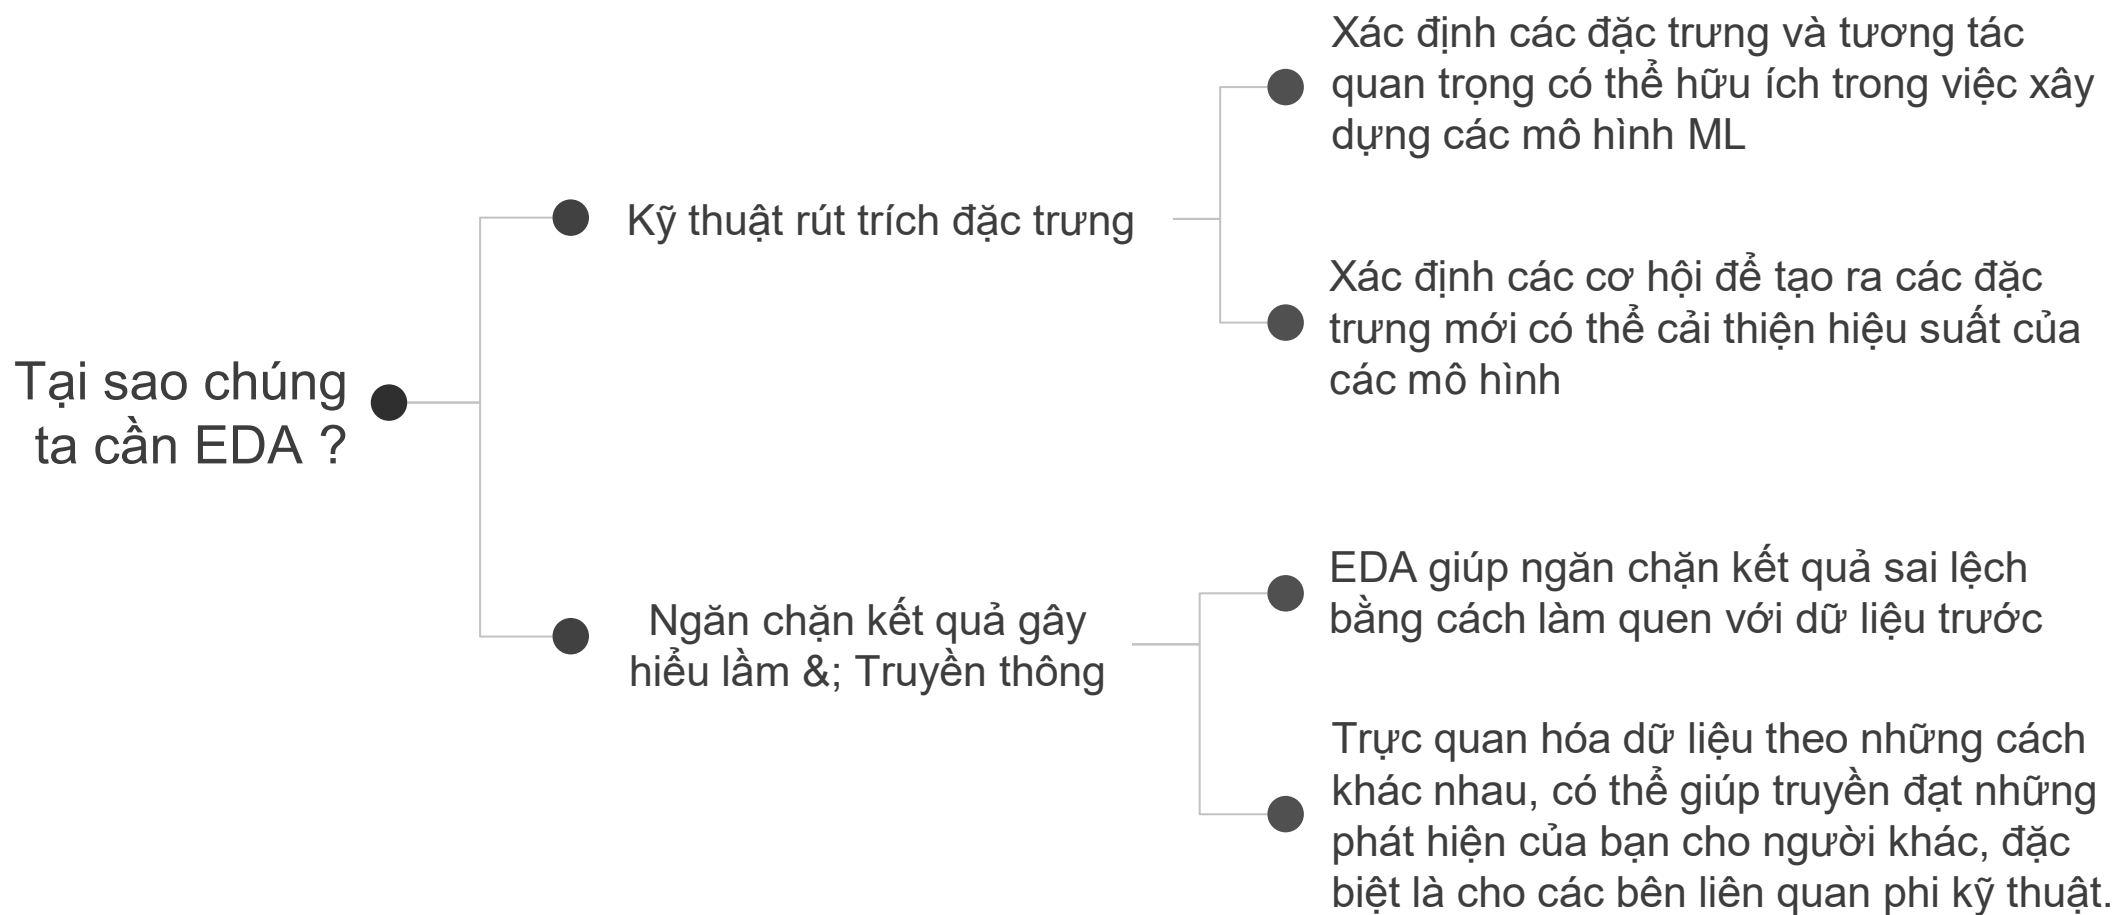 Tại sao chúng
ta cần EDA ?
Kỹ thuật rút trích đặc trưng
Xác định các đặc trưng và tương tác
quan trọng có thể hữu ích trong việc xây
dựng các mô hình ML
Xác định các cơ hội để tạo ra các đặc
trưng mới có thể cải thiện hiệu suất của
các mô hình
Ngăn chặn kết quả gây
hiểu lầm &; Truyền thông
EDA giúp ngăn chặn kết quả sai lệch
bằng cách làm quen với dữ liệu trước
Trực quan hóa dữ liệu theo những cách
khác nhau, có thể giúp truyền đạt những
phát hiện của bạn cho người khác, đặc
biệt là cho các bên liên quan phi kỹ thuật.